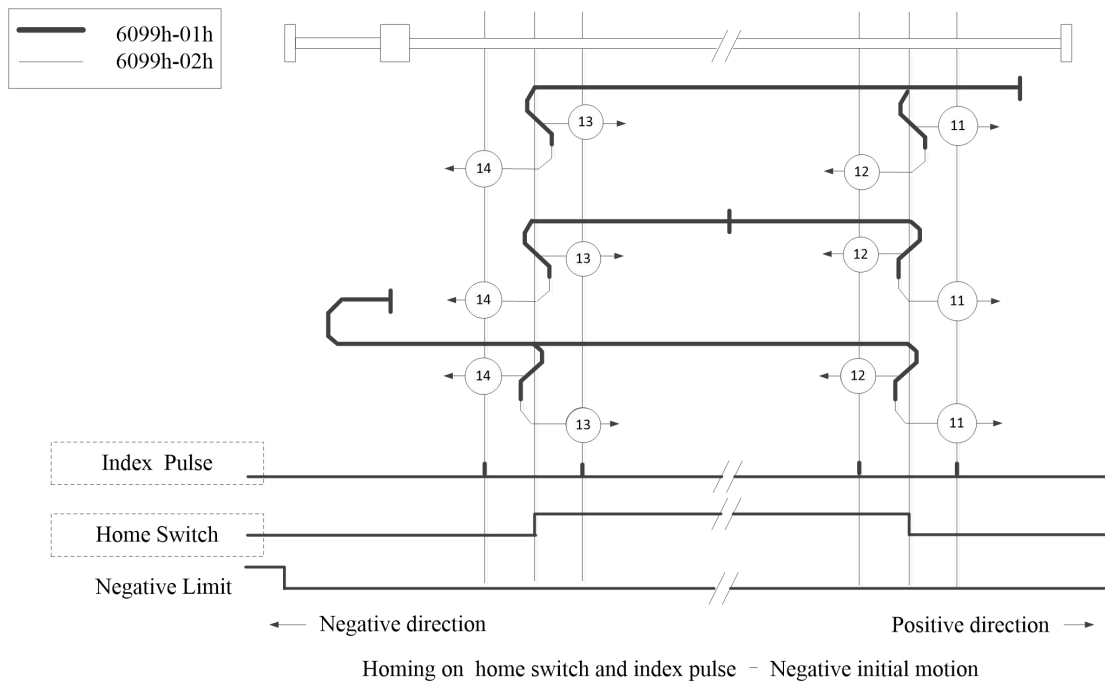 6099h-01h
6099h-02h
13
11
14
12
13
12
14
11
14
12
13
11
Index Pulse
Home Switch
Negative Limit
Negative direction
Positive direction
Homing on home switch and index pulse － Negative initial motion